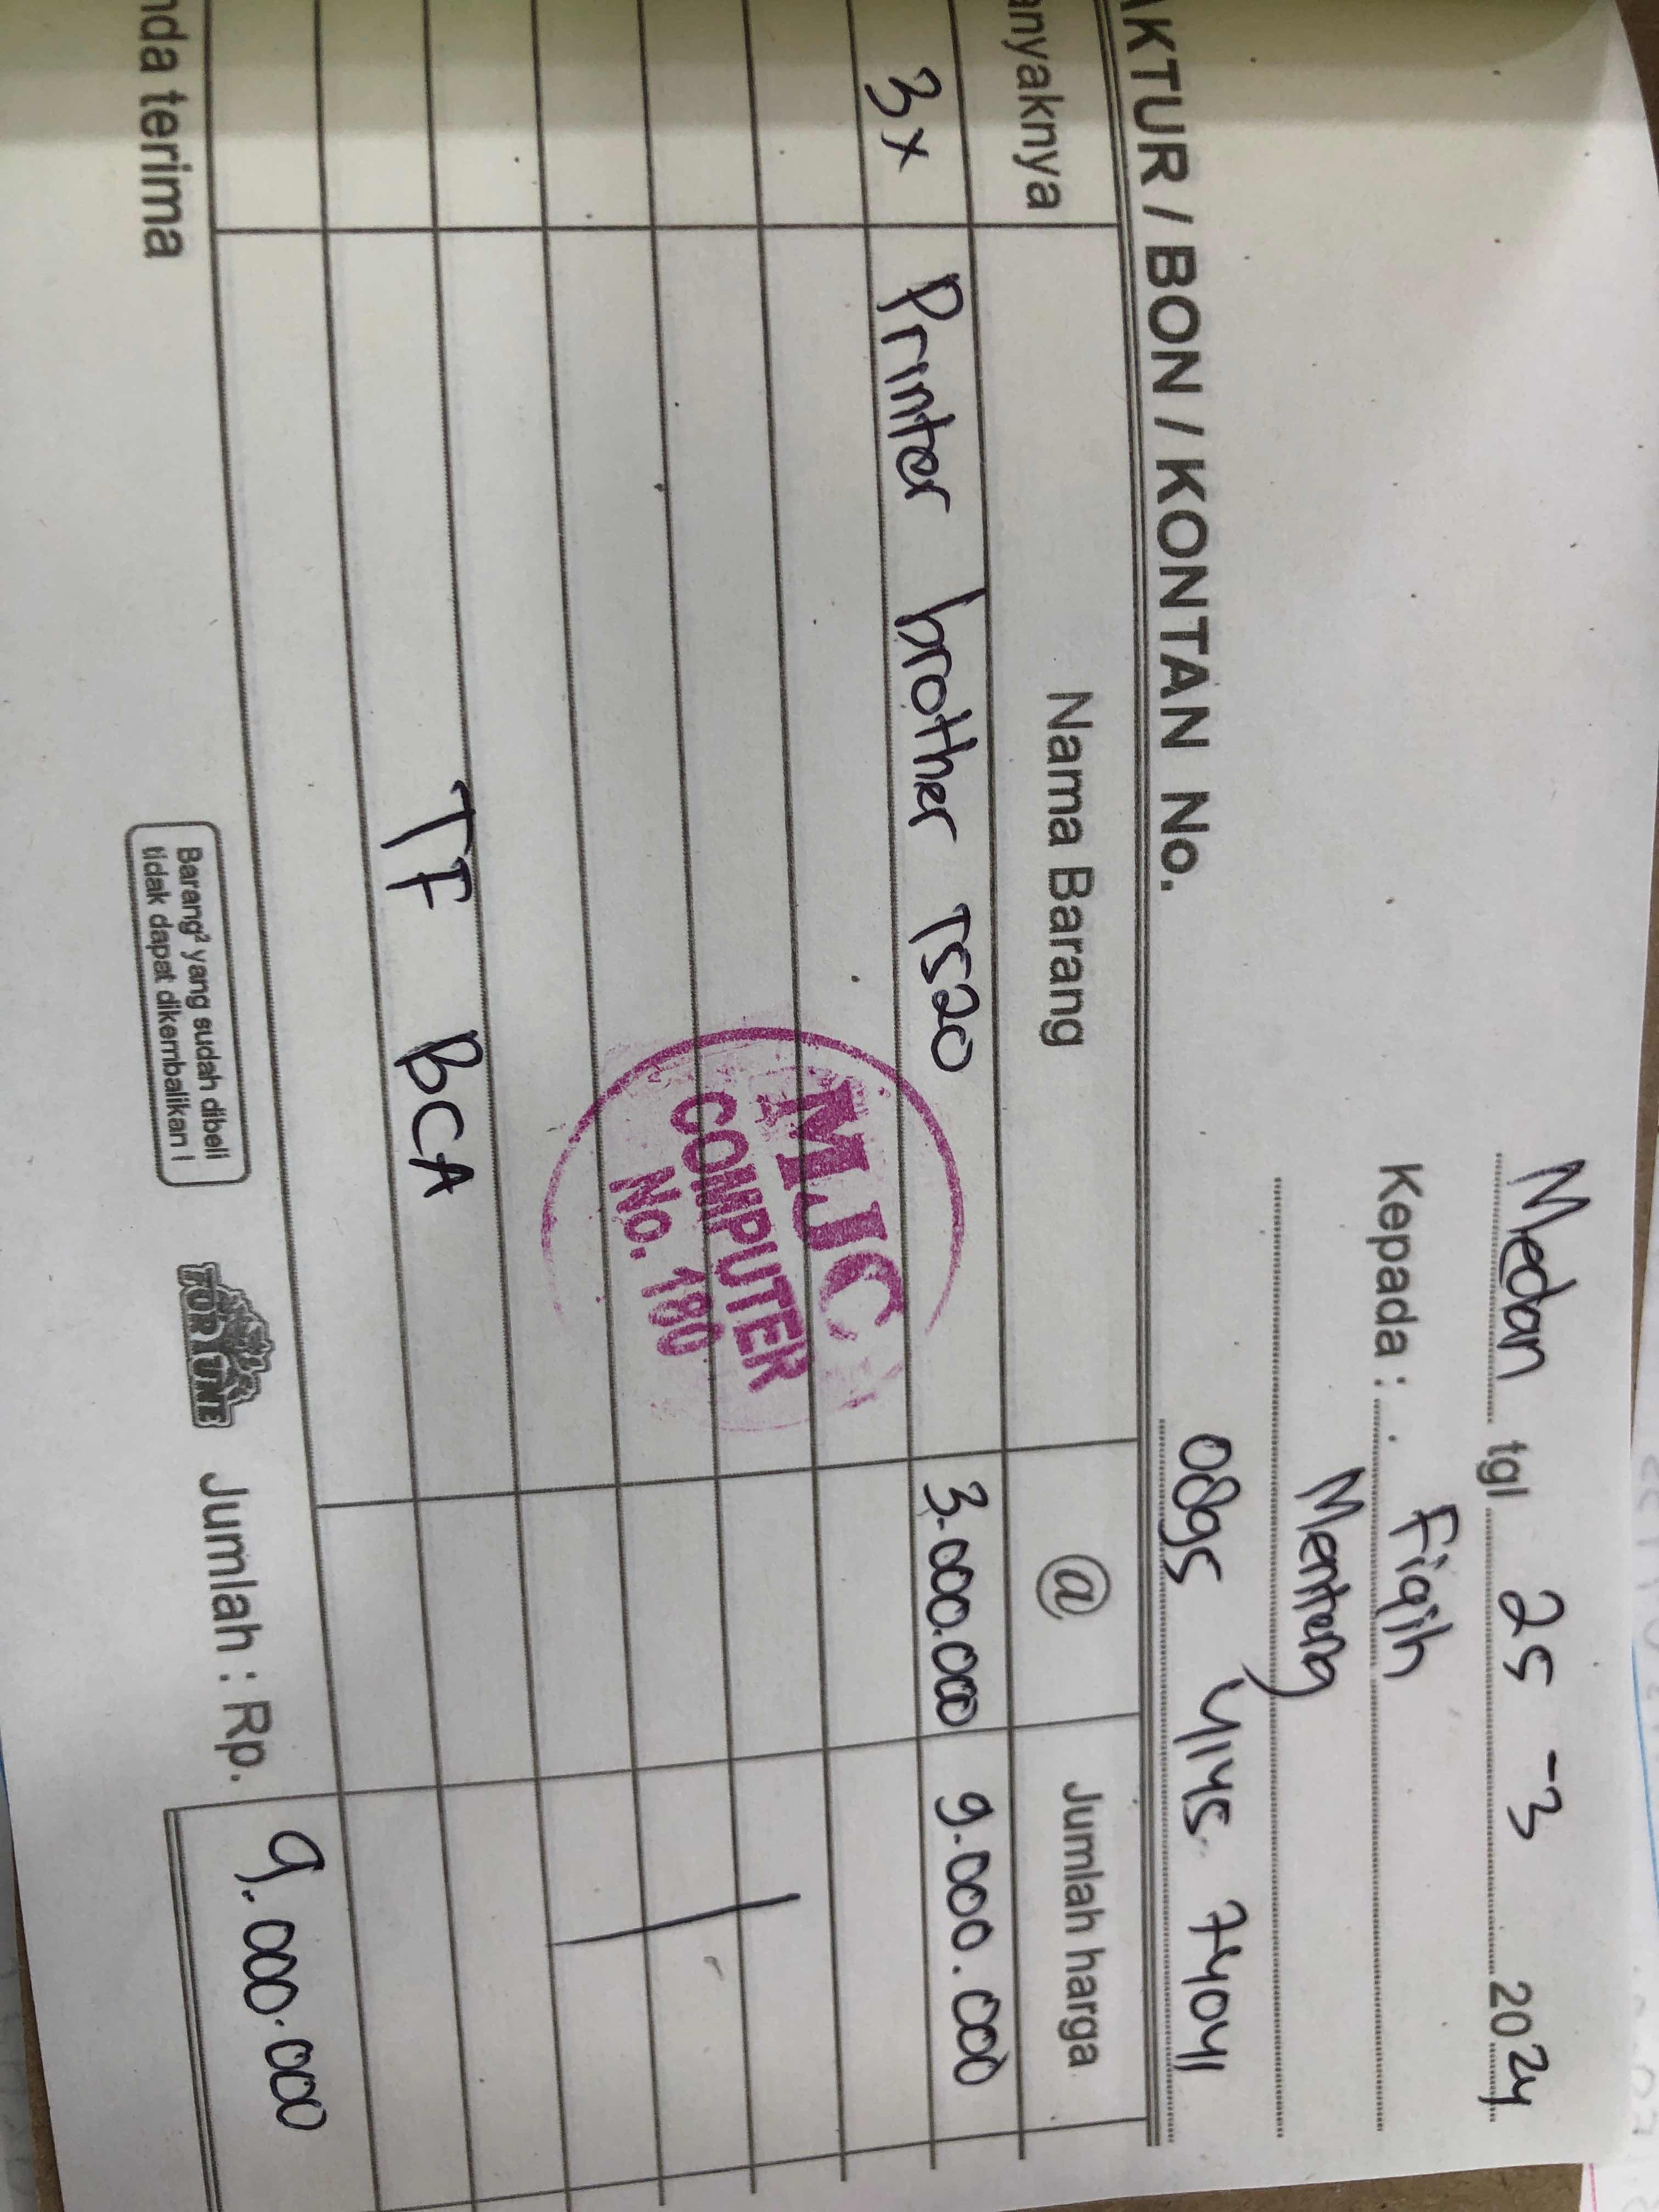 Medan tgl 25 - 3 2024
Kepada : Fiqih
Menteng
AKTUR / BON / KONTAN No. 0895 4145 74041
anyaknya Nama Barang @ Jumlah harga
3x Printer brother T520 3.000.000 9.000.000
MJC
COMPUTER
No. 180
TF BCA
nda terima
Barang² yang sudah dibeli
tidak dapat dikembalikan !
FORTUNE
Jumlah : Rp. 9.000.000